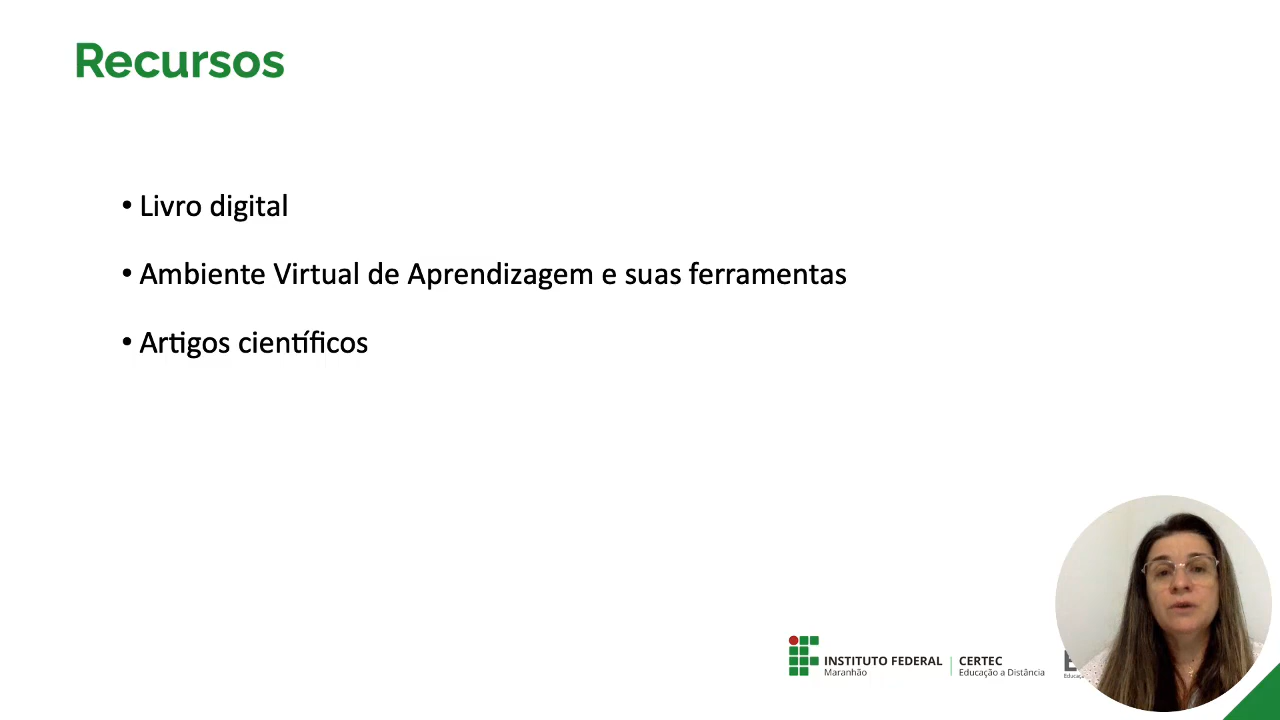 Recursos
• Livro digital
• Ambiente Virtual de Aprendizagem e suas ferramentas
• Artigos científicos
INSTITUTO FEDERAL
Maranhão
CERTEC
Educação a Distância